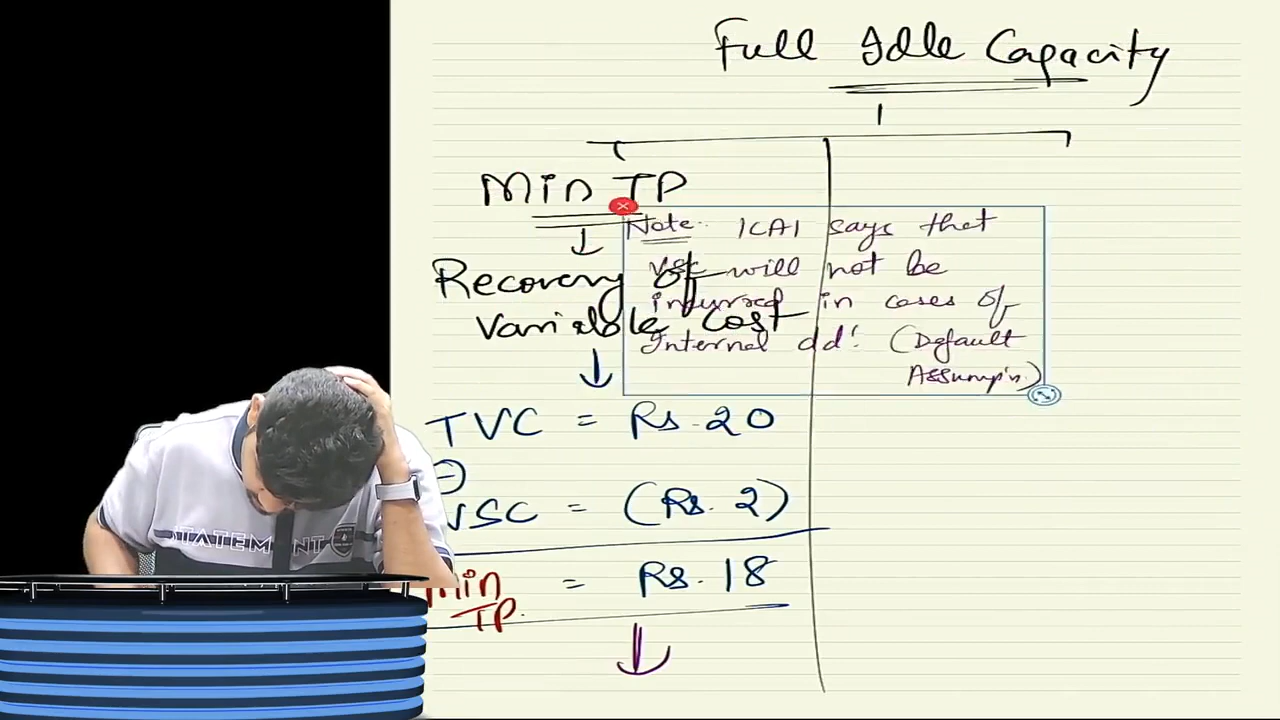 Full Idle Capacity
Min TP
Note: ICAI says that
VSC will not be
incurred in cases of
Internal dd! (Default
Assump'n)
Recovery of
Variable Cost
TVC = Rs. 20
(-)
VSC = (Rs. 2)
Min TP. = Rs. 18
STATEMENT